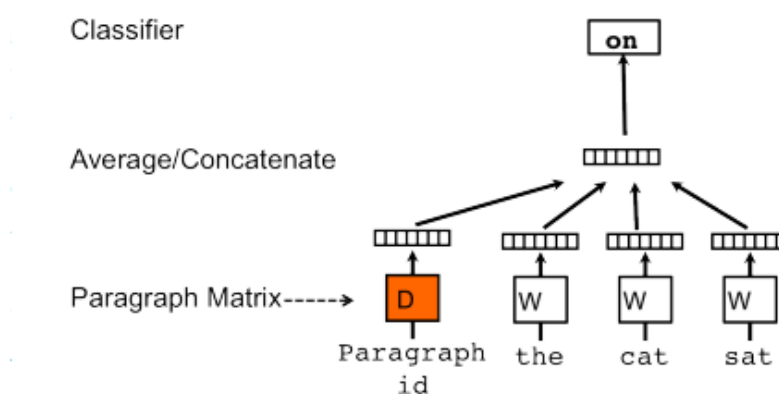 Classifier
on
Average/Concatenate
Paragraph Matrix
D
W
W
W
Paragraph
id
the
cat
sat